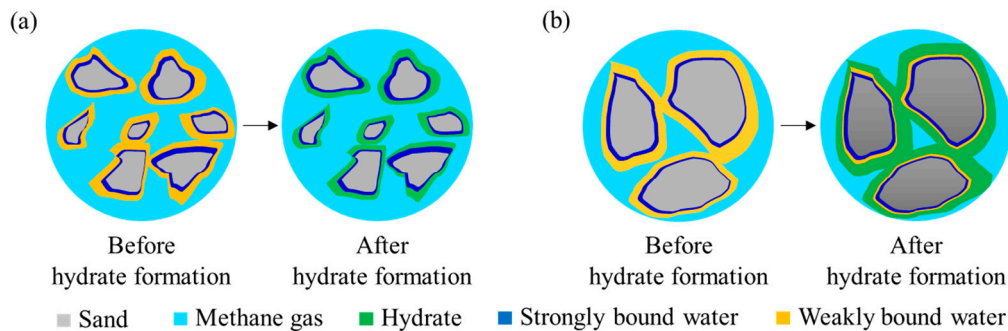 (a)
(b)
Before
hydrate formation
After
hydrate formation
Before
hydrate formation
After
hydrate formation
Sand
Methane gas
Hydrate
Strongly bound water
Weakly bound water